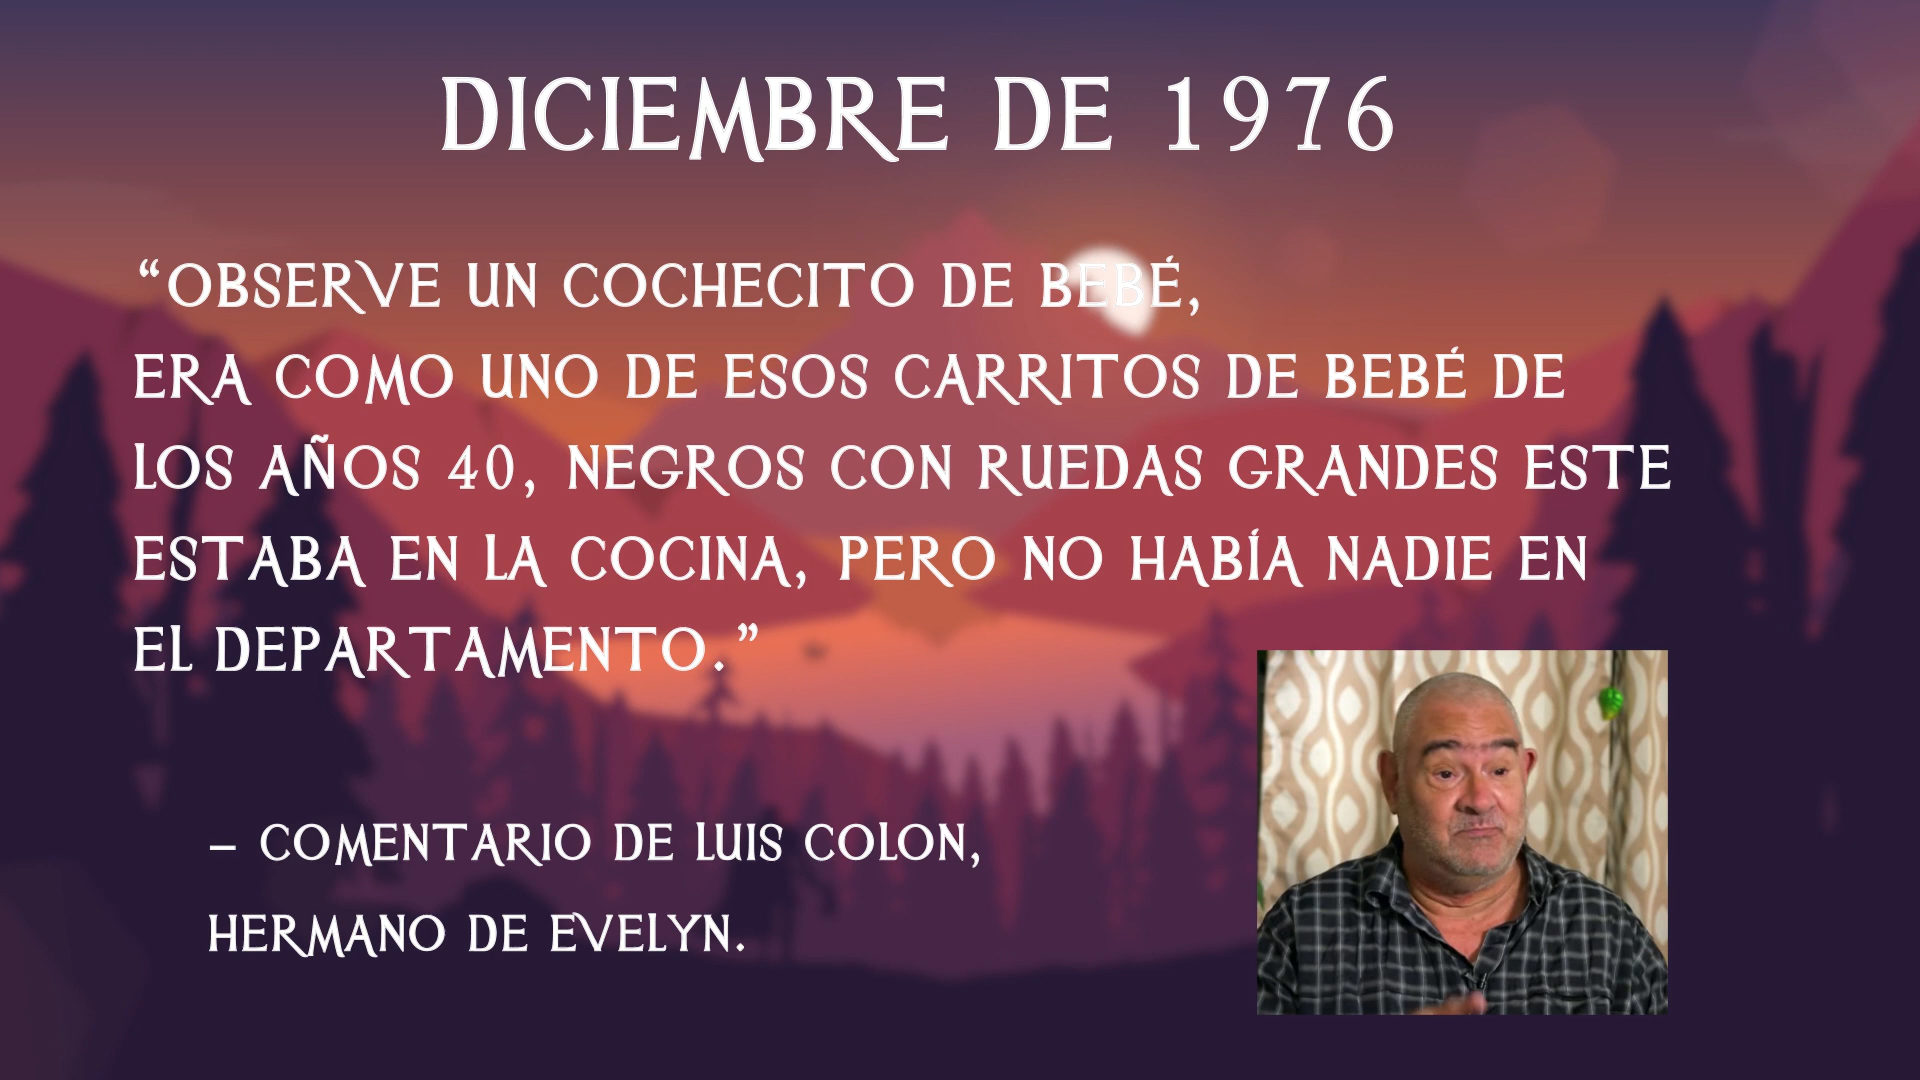 DICIEMBRE DE 1976
“OBSERVE UN COCHECITO DE BEBÉ,
ERA COMO UNO DE ESOS CARRITOS DE BEBÉ DE
LOS AÑOS 40, NEGROS CON RUEDAS GRANDES ESTE
ESTABA EN LA COCINA, PERO NO HABÍA NADIE EN
EL DEPARTAMENTO.”
– COMENTARIO DE LUIS COLON,
HERMANO DE EVELYN.